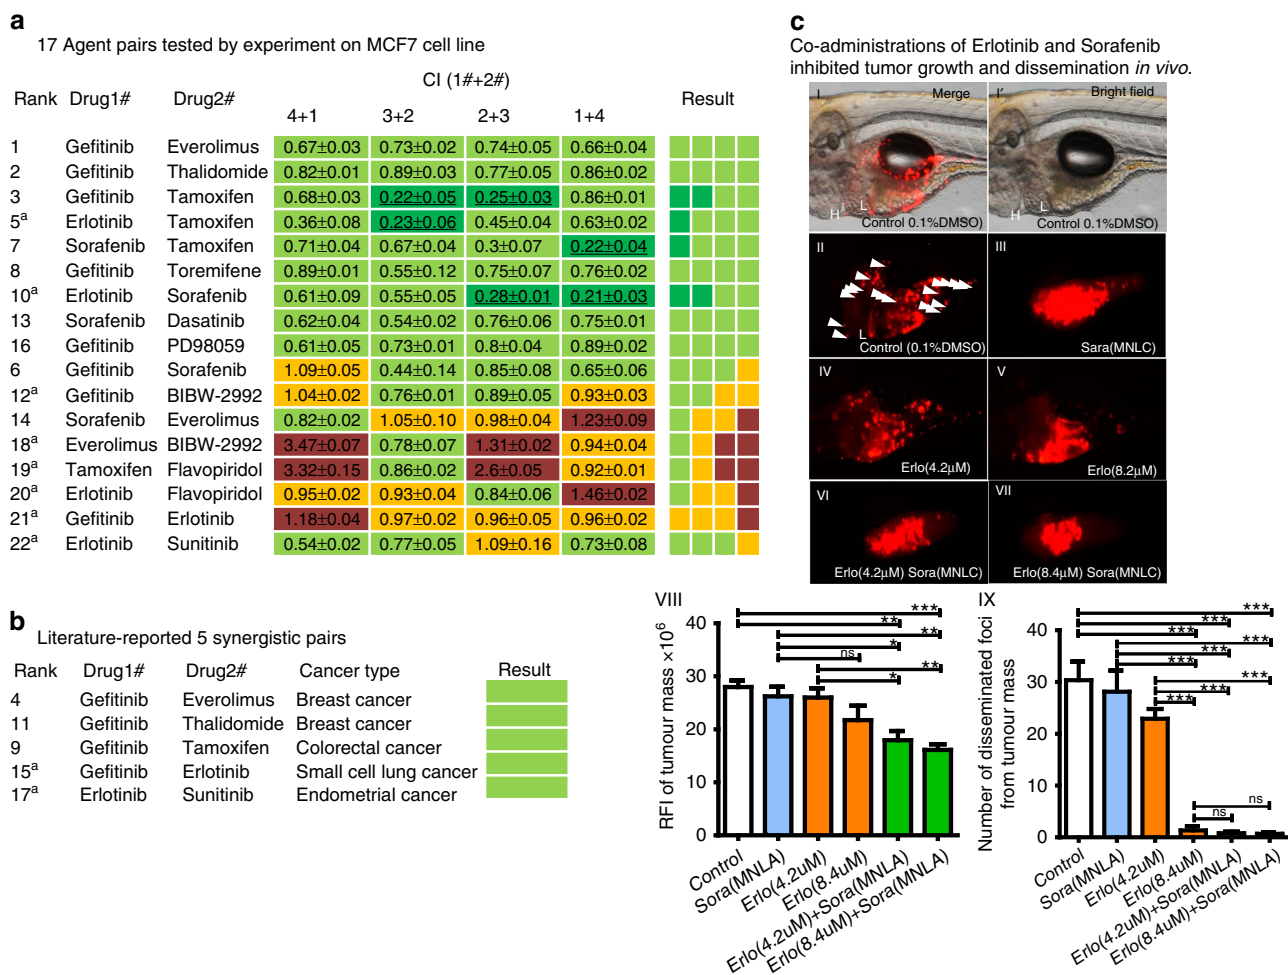 a
17 Agent pairs tested by experiment on MCF7 cell line
CI (1#+2#)
Rank Drug1# Drug2# Result
4+1 3+2 2+3 1+4
1 Gefitinib Everolimus 0.67±0.03 0.73±0.02 0.74±0.05 0.66±0.04
2 Gefitinib Thalidomide 0.82±0.01 0.89±0.03 0.77±0.05 0.86±0.02
3 Gefitinib Tamoxifen 0.68±0.03 0.22±0.05 0.25±0.03 0.86±0.01
5a Erlotinib Tamoxifen 0.36±0.08 0.23±0.06 0.45±0.04 0.63±0.02
7 Sorafenib Tamoxifen 0.71±0.04 0.67±0.04 0.3±0.07 0.22±0.04
8 Gefitinib Toremifene 0.89±0.01 0.55±0.12 0.75±0.07 0.76±0.02
10a Erlotinib Sorafenib 0.61±0.09 0.55±0.05 0.28±0.01 0.21±0.03
13 Sorafenib Dasatinib 0.62±0.04 0.54±0.02 0.76±0.06 0.75±0.01
16 Gefitinib PD98059 0.61±0.05 0.73±0.01 0.8±0.04 0.89±0.02
6 Gefitinib Sorafenib 1.09±0.05 0.44±0.14 0.85±0.08 0.65±0.06
12a Gefitinib BIBW-2992 1.04±0.02 0.76±0.01 0.89±0.05 0.93±0.03
14 Sorafenib Everolimus 0.82±0.02 1.05±0.10 0.98±0.04 1.23±0.09
18a Everolimus BIBW-2992 3.47±0.07 0.78±0.07 1.31±0.02 0.94±0.04
19a Tamoxifen Flavopiridol 3.32±0.15 0.86±0.02 2.6±0.05 0.92±0.01
20a Erlotinib Flavopiridol 0.95±0.02 0.93±0.04 0.84±0.06 1.46±0.02
21a Gefitinib Erlotinib 1.18±0.04 0.97±0.02 0.96±0.05 0.96±0.02
22a Erlotinib Sunitinib 0.54±0.02 0.77±0.05 1.09±0.16 0.73±0.08
b
Literature-reported 5 synergistic pairs
Rank Drug1# Drug2# Cancer type Result
4 Gefitinib Everolimus Breast cancer
11 Gefitinib Thalidomide Breast cancer
9 Gefitinib Tamoxifen Colorectal cancer
15a Gefitinib Erlotinib Small cell lung cancer
17a Erlotinib Sunitinib Endometrial cancer
c
Co-administrations of Erlotinib and Sorafenib
inhibited tumor growth and dissemination in vivo.
I Merge
H L
Control 0.1%DMSO)
I′ Bright field
H L
Control 0.1%DMSO)
II
L
Control (0.1%DMSO)
III
Sara(MNLC)
IV
Erlo(4.2µM)
V
Erlo(8.2µM)
VI
Erlo(4.2µM) Sora(MNLC)
VII
Erlo(8.4µM) Sora(MNLC)
VIII
RFI of tumour mass ×10⁶
40
30
20
10
0
***
**
**
*
ns
**
*
Control
Sora(MNLA)
Erlo(4.2uM)
Erlo(8.4uM)
Erlo(4.2uM)+Sora(MNLA)
Erlo(8.4uM)+Sora(MNLA)
IX
Number of disseminated foci
from tumour mass
40
30
20
10
0
***
***
***
***
***
***
***
***
***
ns
ns
Control
Sora(MNLA)
Erlo(4.2uM)
Erlo(8.4uM)
Erlo(4.2uM)+Sora(MNLA)
Erlo(8.4uM)+Sora(MNLA)